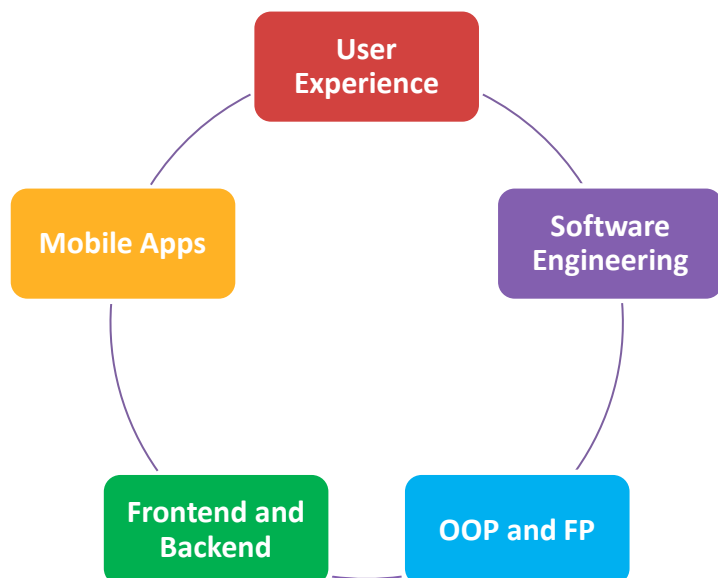 User
Experience
Software
Engineering
OOP and FP
Frontend and
Backend
Mobile Apps